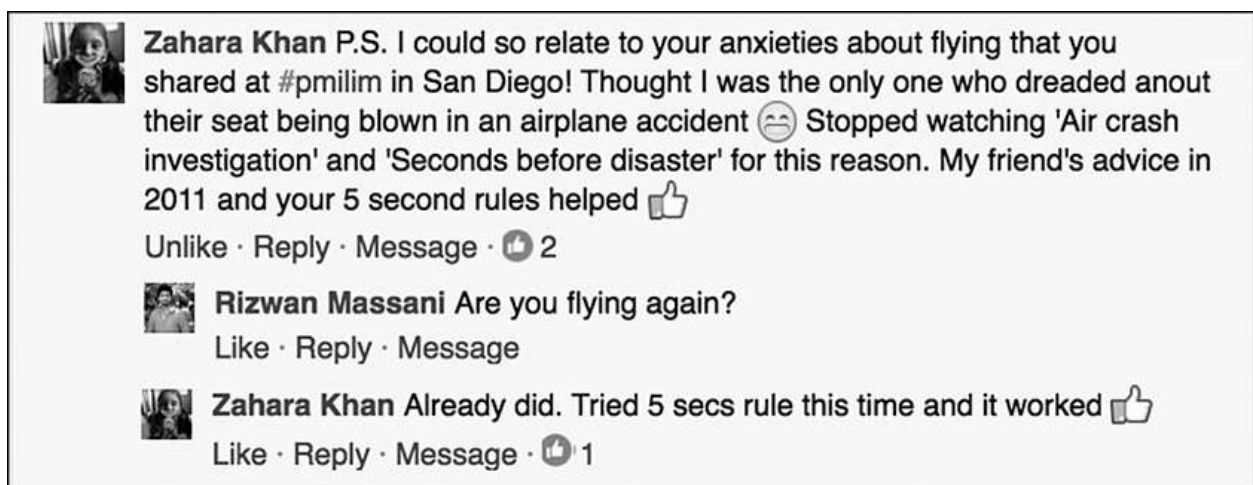 Zahara Khan P.S. I could so relate to your anxieties about flying that you
shared at #pmilim in San Diego! Thought I was the only one who dreaded anout
their seat being blown in an airplane accident 😁 Stopped watching 'Air crash
investigation' and 'Seconds before disaster' for this reason. My friend's advice in
2011 and your 5 second rules helped 👍
Unlike · Reply · Message · 👍 2
Rizwan Massani Are you flying again?
Like · Reply · Message
Zahara Khan Already did. Tried 5 secs rule this time and it worked 👍
Like · Reply · Message · 👍 1